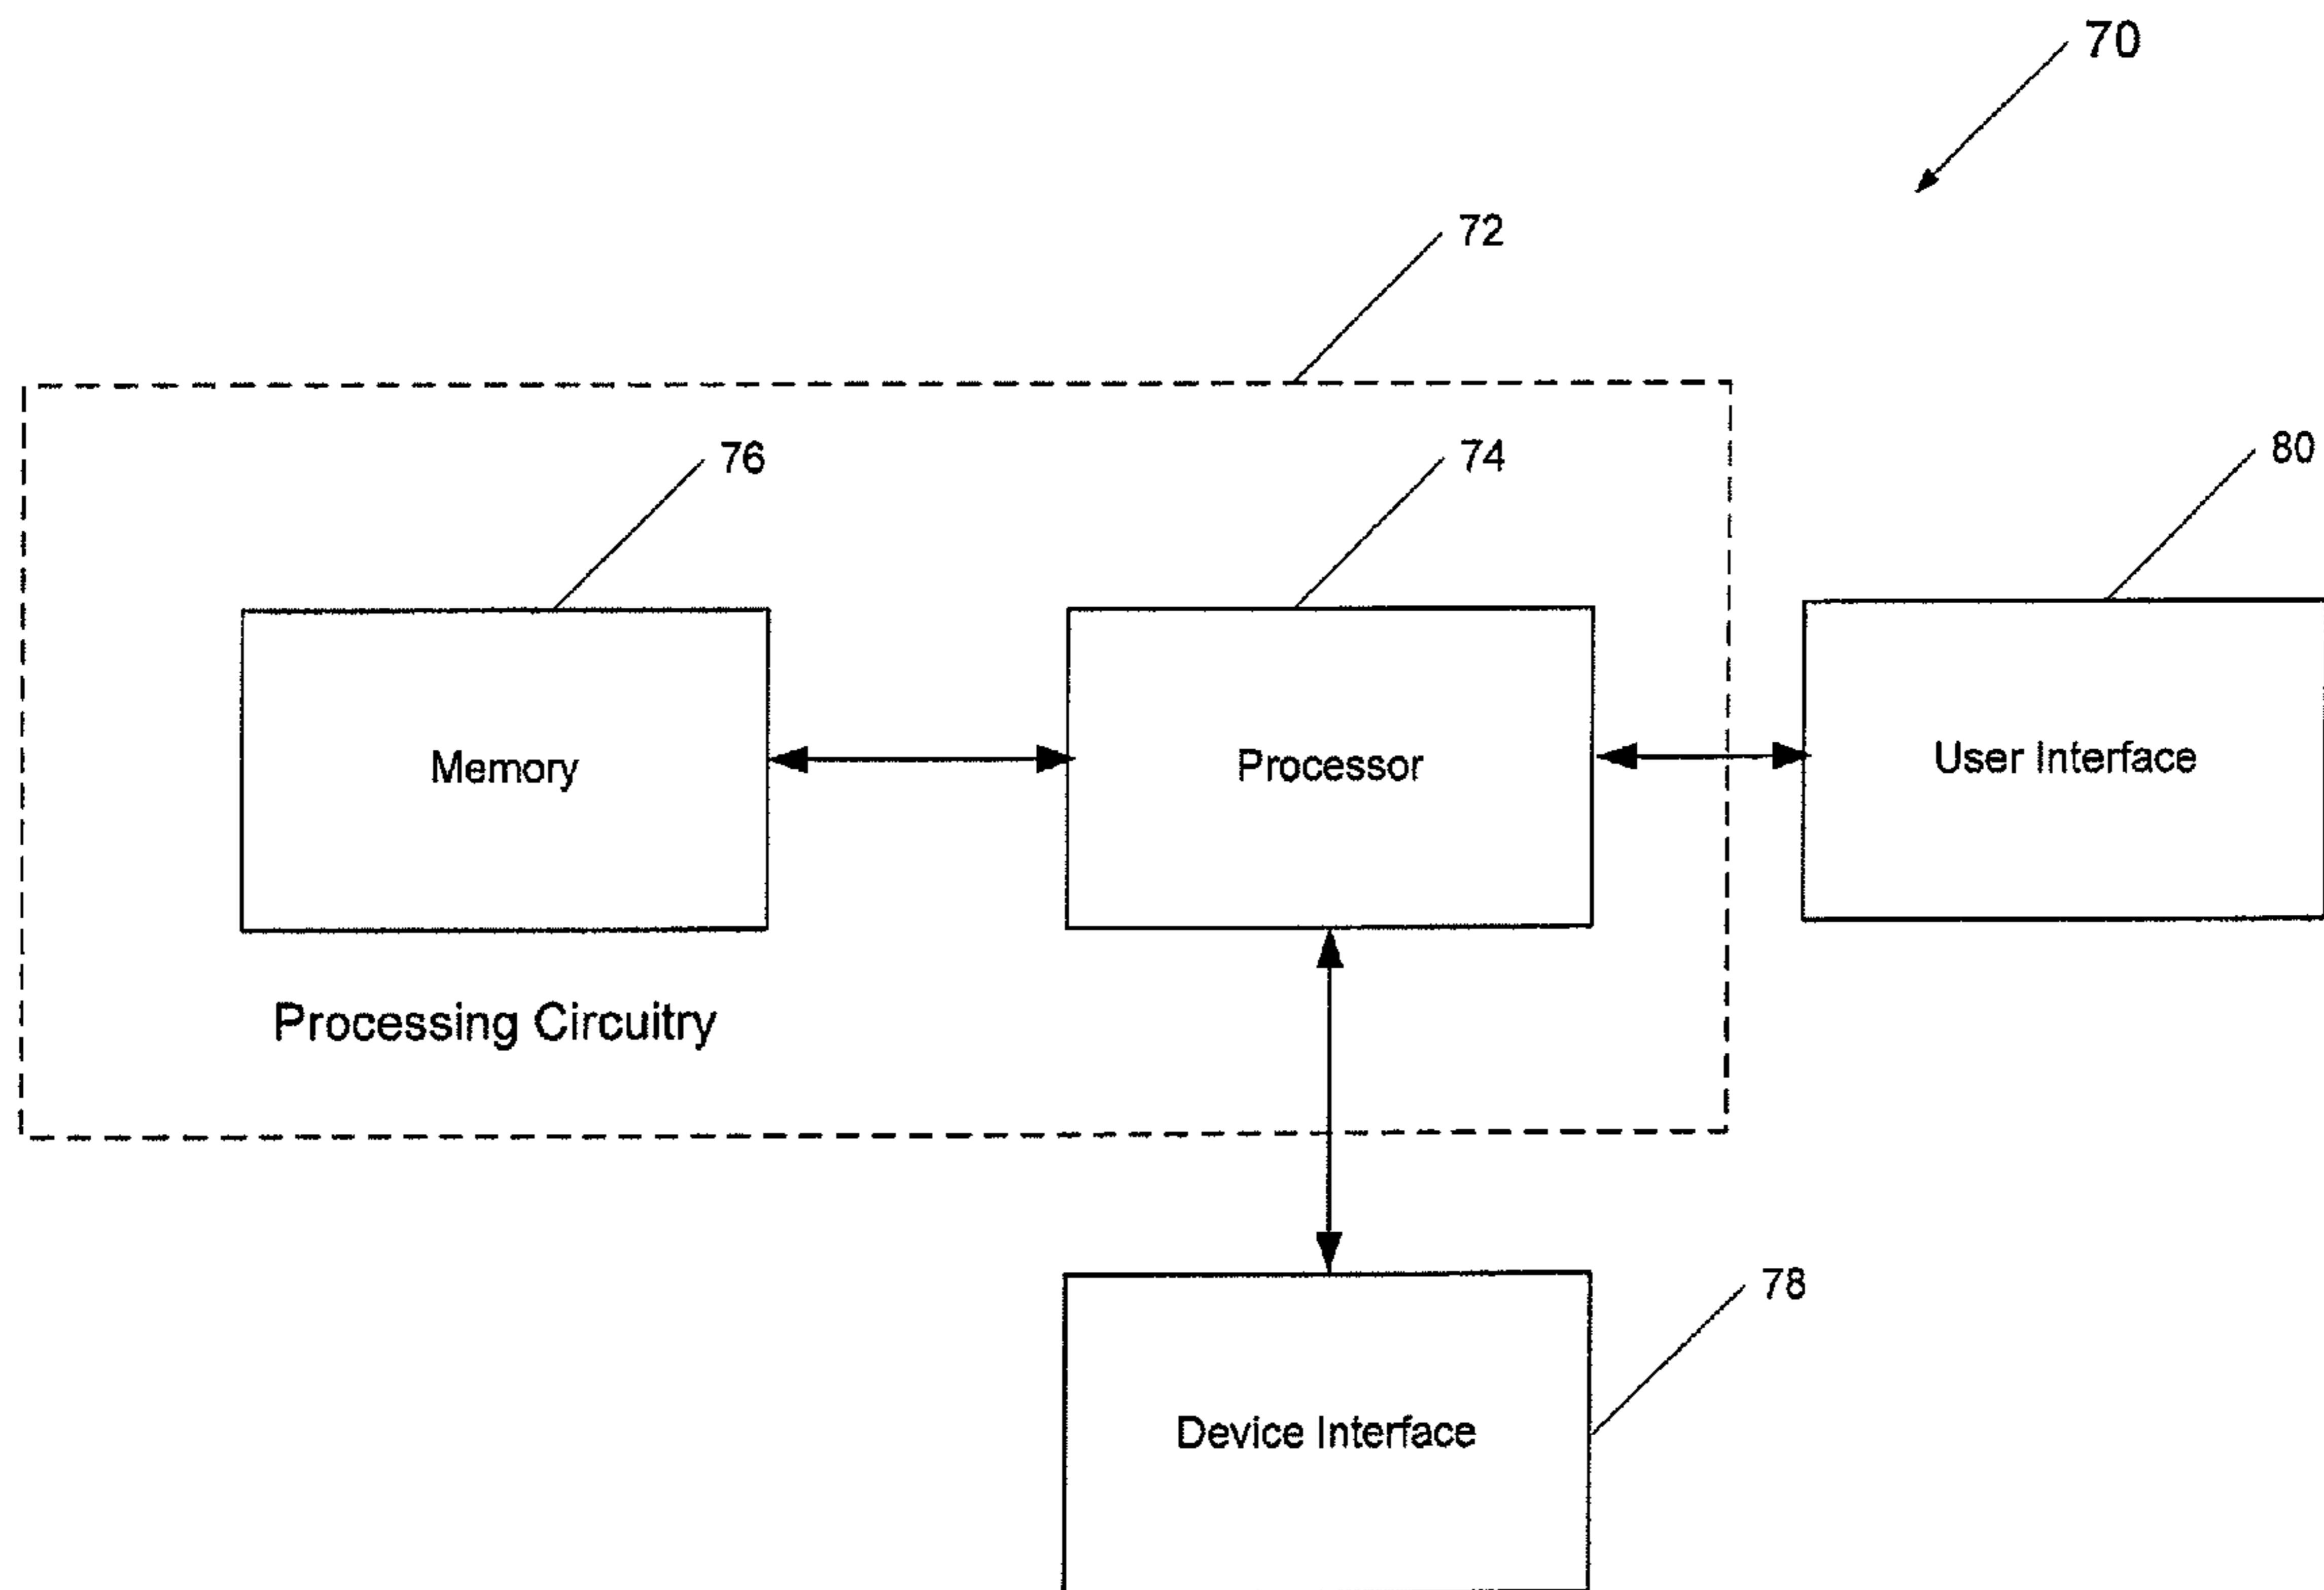 70
72
76
74
80
Memory
Processor
User Interface
Processing Circuitry
78
Device Interface